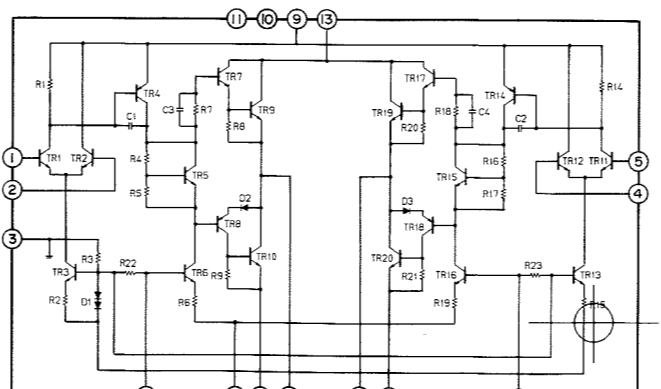 11 10 9 13
R1 TR4 TR7 TR17 TR14 R14
C3 R7 TR9 TR19 R18 C4
C1 R8 R20 C2
1 TR1 TR2 R4 R16 TR12 TR11 5
TR5 TR15
2 R5 R17 4
D2 D3
3 TR8 TR18
R3 R22 TR10 TR20 R23
TR3 TR6 R9 R21 TR16 TR13
R2 D1 R6 R19 R15